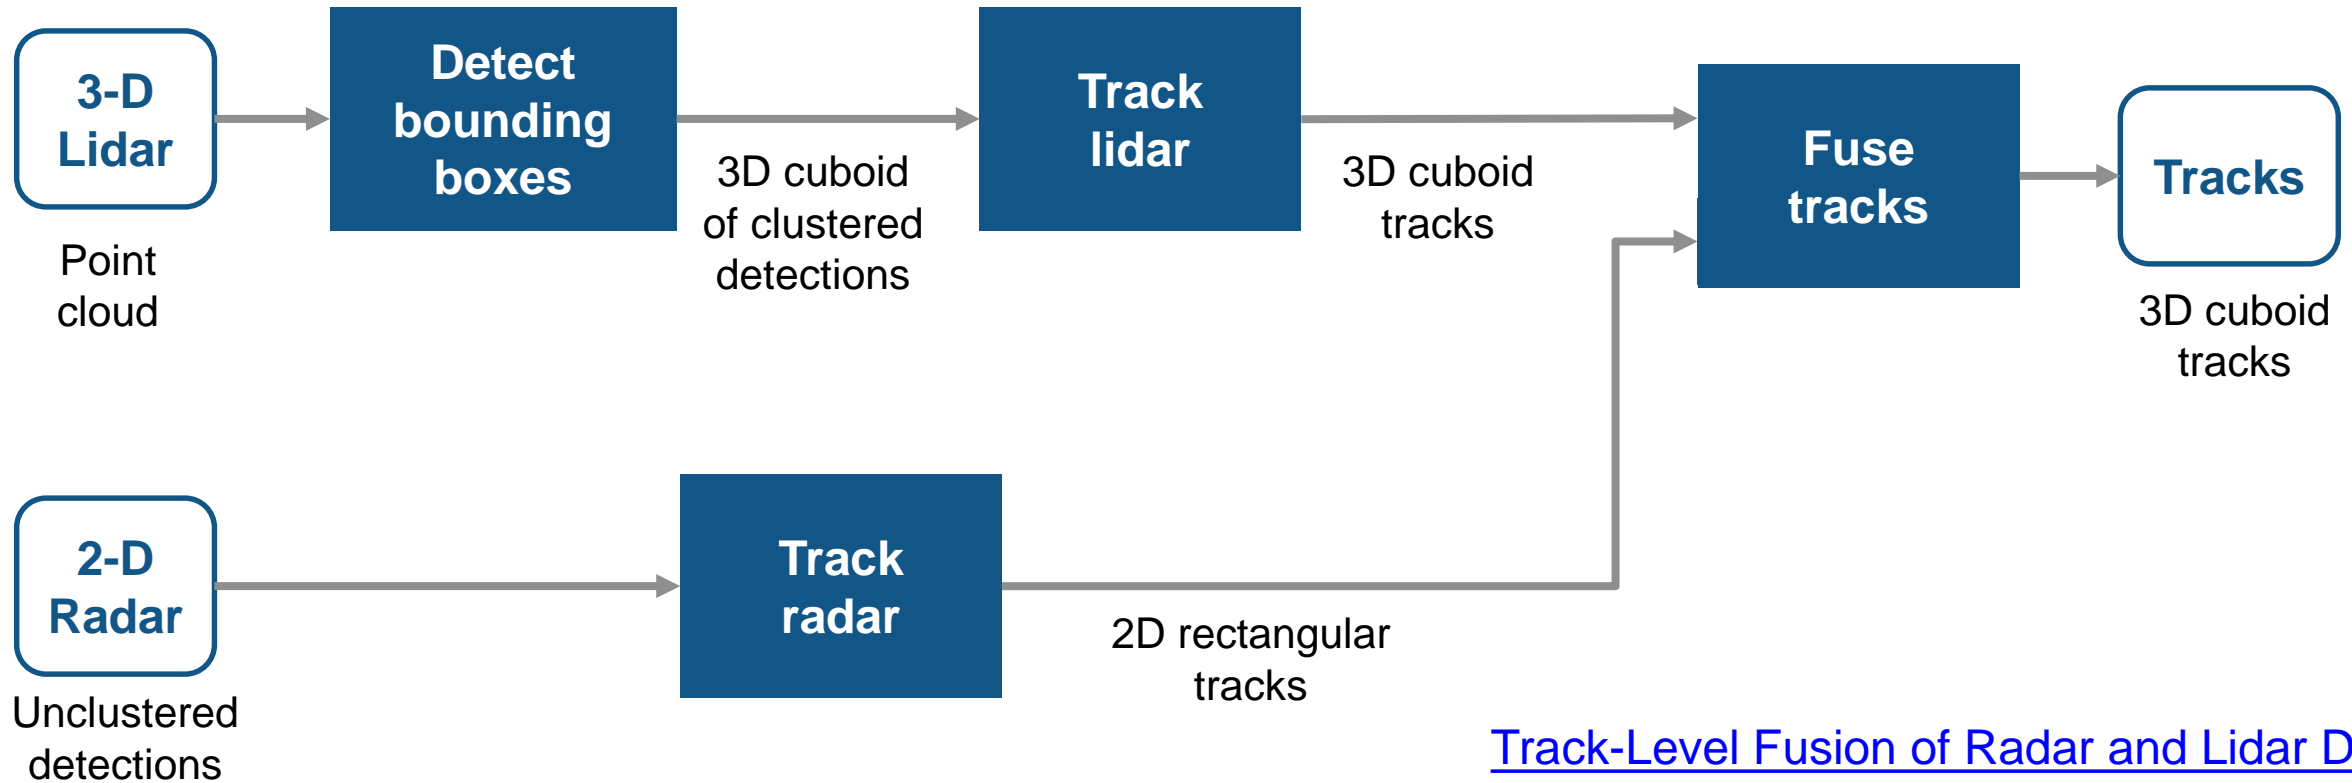 3-D
Lidar
Point
cloud
Detect
bounding
boxes
3D cuboid
of clustered
detections
Track
lidar
3D cuboid
tracks
Fuse
tracks
Tracks
3D cuboid
tracks
2-D
Radar
Unclustered
detections
Track
radar
2D rectangular
tracks
Track-Level Fusion of Radar and Lidar D